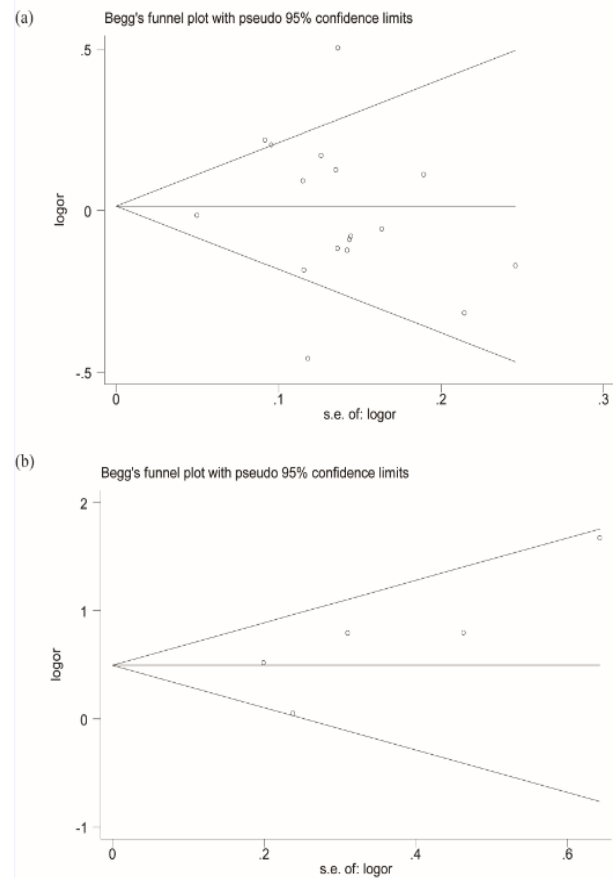 (a)
Begg's funnel plot with pseudo 95% confidence limits
.5
logor
0
-.5
0 .1 .2 .3
s.e. of: logor
(b)
Begg's funnel plot with pseudo 95% confidence limits
2
1
logor
0
-1
0 .2 .4 .6
s.e. of: logor